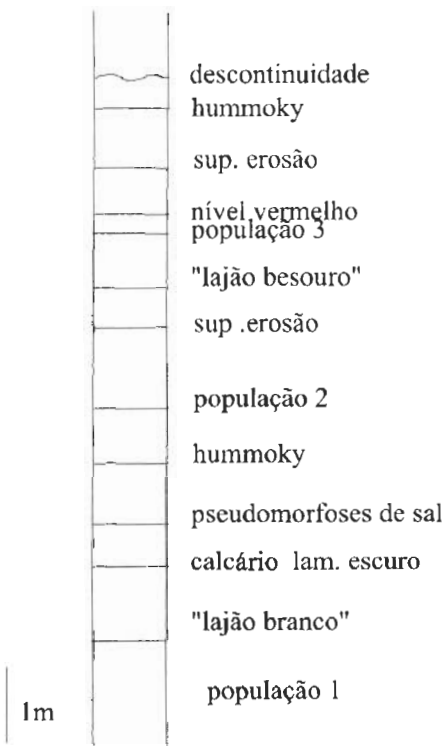 descontinuidade
hummoky
sup. erosão
nível vermelho
população 3
"lajão besouro"
sup .erosão
população 2
hummoky
pseudomorfoses de sal
calcário lam. escuro
"lajão branco"
população 1
1m